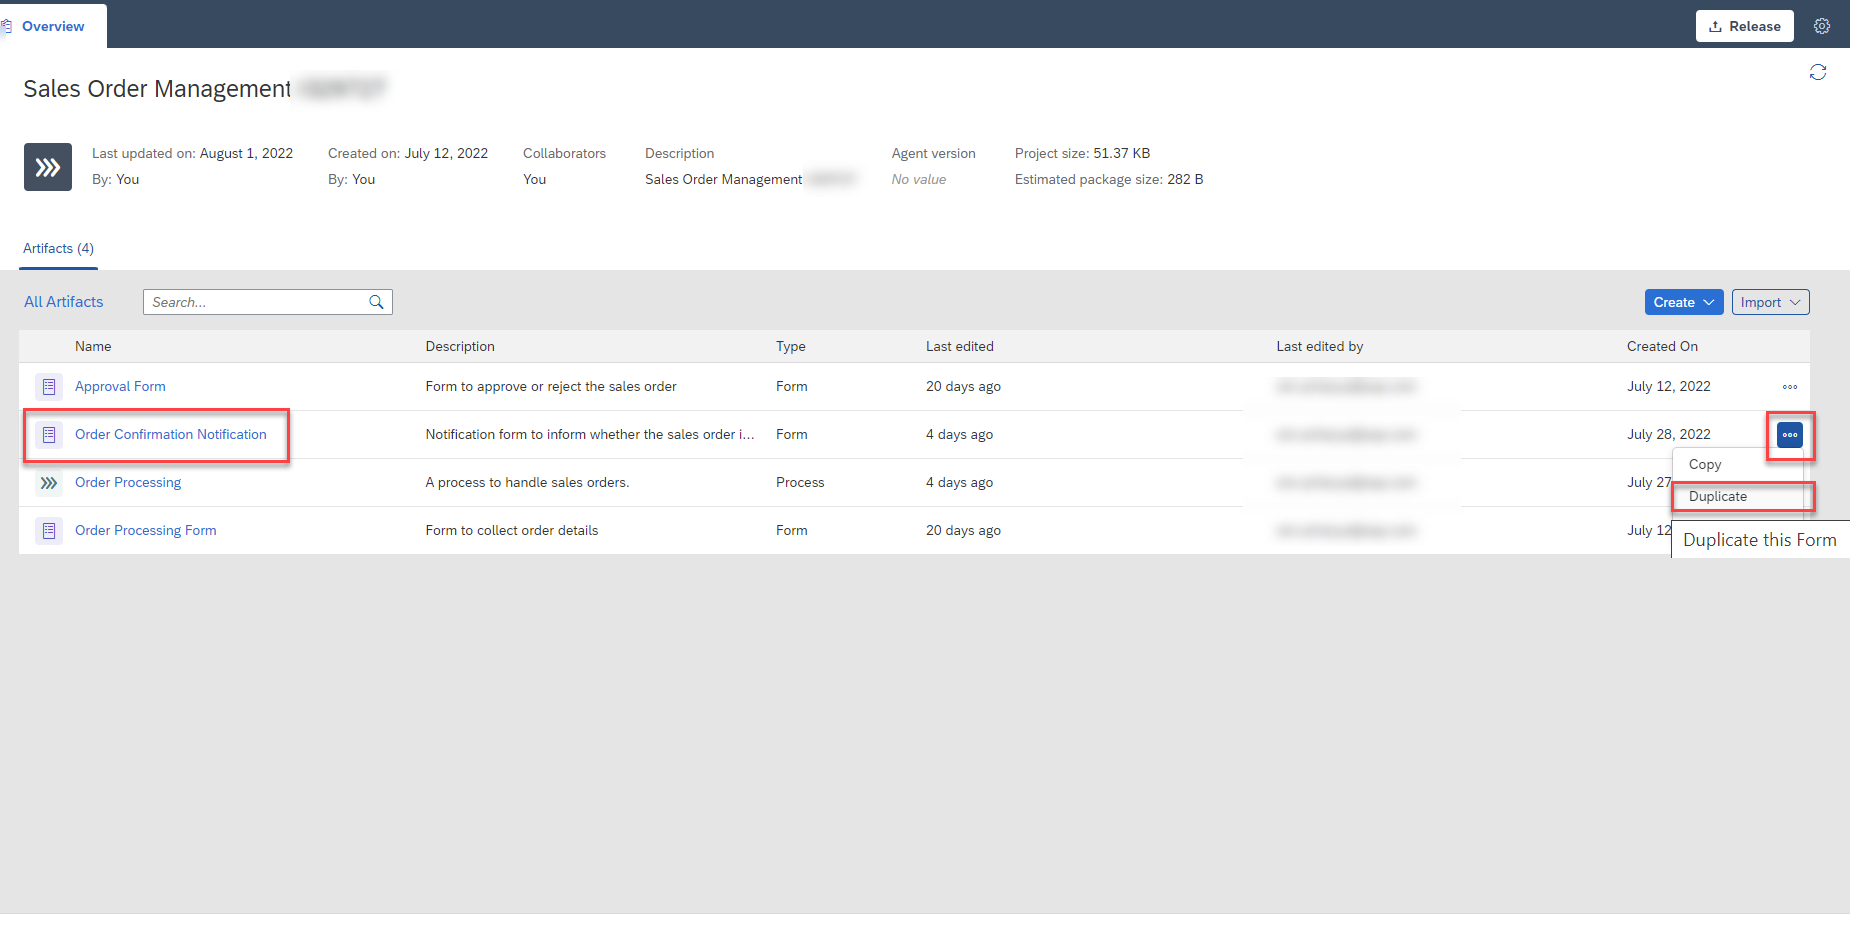 Overview
Release
Sales Order Management
Last updated on: August 1, 2022
By: You
Created on: July 12, 2022
By: You
Collaborators
You
Description
Sales Order Management
Agent version
No value
Project size: 51.37 KB
Estimated package size: 282 B
Artifacts (4)
All Artifacts
Search...
Create
Import
Name Description Type Last edited Last edited by Created On
Approval Form Form to approve or reject the sales order Form 20 days ago July 12, 2022
Order Confirmation Notification Notification form to inform whether the sales order i... Form 4 days ago July 28, 2022
Copy
Order Processing A process to handle sales orders. Process 4 days ago July 27
Duplicate
Order Processing Form Form to collect order details Form 20 days ago July 12
Duplicate this Form